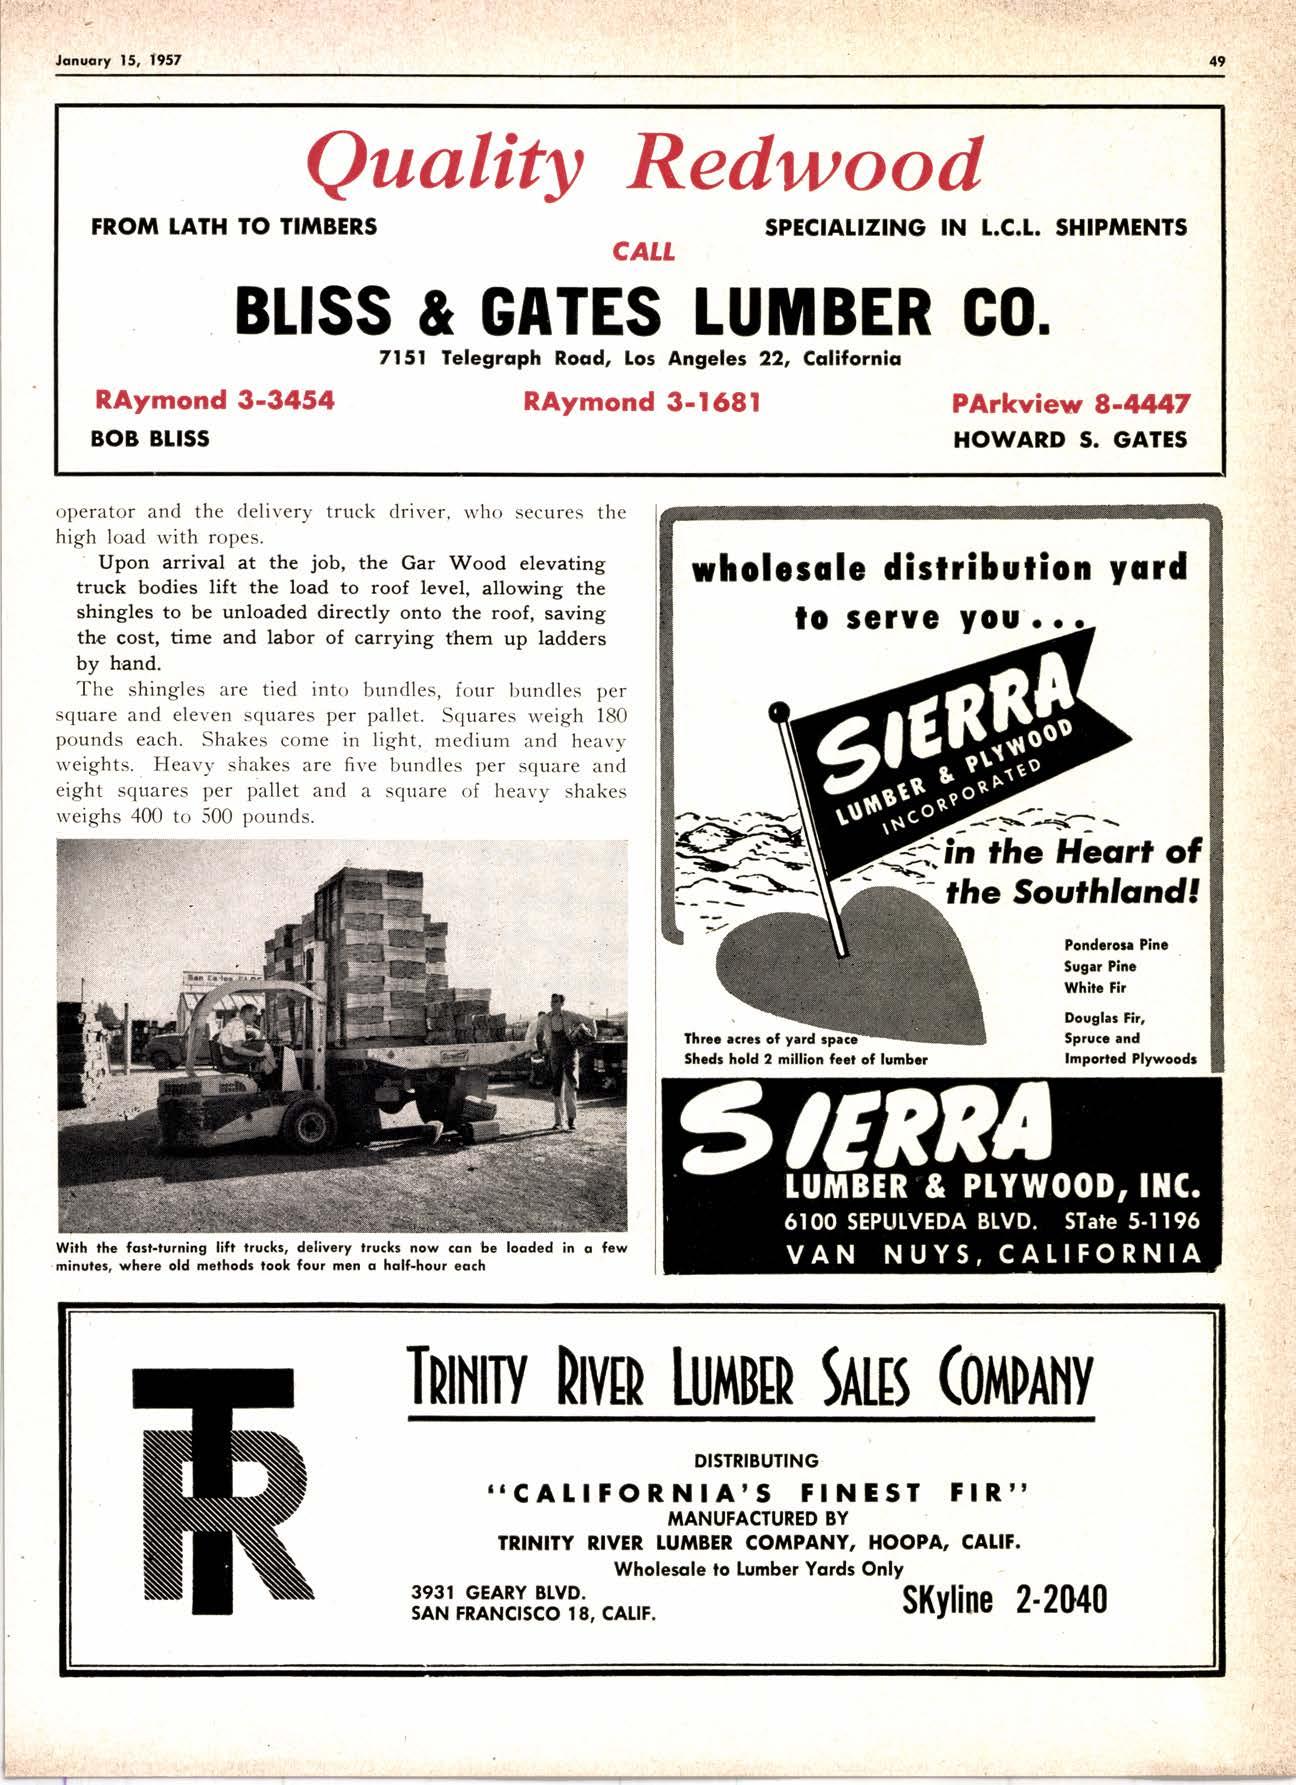 January 15, 1957
49
Quality Redwood
FROM LATH TO TIMBERS
SPECIALIZING IN L.C.L. SHIPMENTS
CALL
BLISS & GATES LUMBER CO.
7151 Telegraph Road, Los Angeles 22, California
RAymond 3-3454
RAymond 3-1681
PArkview 8-4447
BOB BLISS
HOWARD S. GATES
operator and the delivery truck driver, who secures the
high load with ropes.
Upon arrival at the job, the Gar Wood elevating
truck bodies lift the load to roof level, allowing the
shingles to be unloaded directly onto the roof, saving
the cost, time and labor of carrying them up ladders
by hand.
The shingles are tied into bundles, four bundles per
square and eleven squares per pallet. Squares weigh 180
pounds each. Shakes come in light, medium and heavy
weights. Heavy shakes are five bundles per square and
eight squares per pallet and a square of heavy shakes
weighs 400 to 500 pounds.
With the fast-turning lift trucks, delivery trucks now can be loaded in a few
minutes, where old methods took four men a half-hour each
wholesale distribution yard
to serve you...
SIERRA
LUMBER & PLYWOOD
INCORPORATED
in the Heart of
the Southland!
Ponderosa Pine
Sugar Pine
White Fir
Douglas Fir,
Spruce and
Imported Plywoods
Three acres of yard space
Sheds hold 2 million feet of lumber
SIERRA
LUMBER & PLYWOOD, INC.
6100 SEPULVEDA BLVD. STate 5-1196
VAN NUYS, CALIFORNIA
TR
TRINITY RIVER LUMBER SALES COMPANY
DISTRIBUTING
"CALIFORNIA'S FINEST FIR"
MANUFACTURED BY
TRINITY RIVER LUMBER COMPANY, HOOPA, CALIF.
Wholesale to Lumber Yards Only
3931 GEARY BLVD.
SAN FRANCISCO 18, CALIF.
SKyline 2-2040